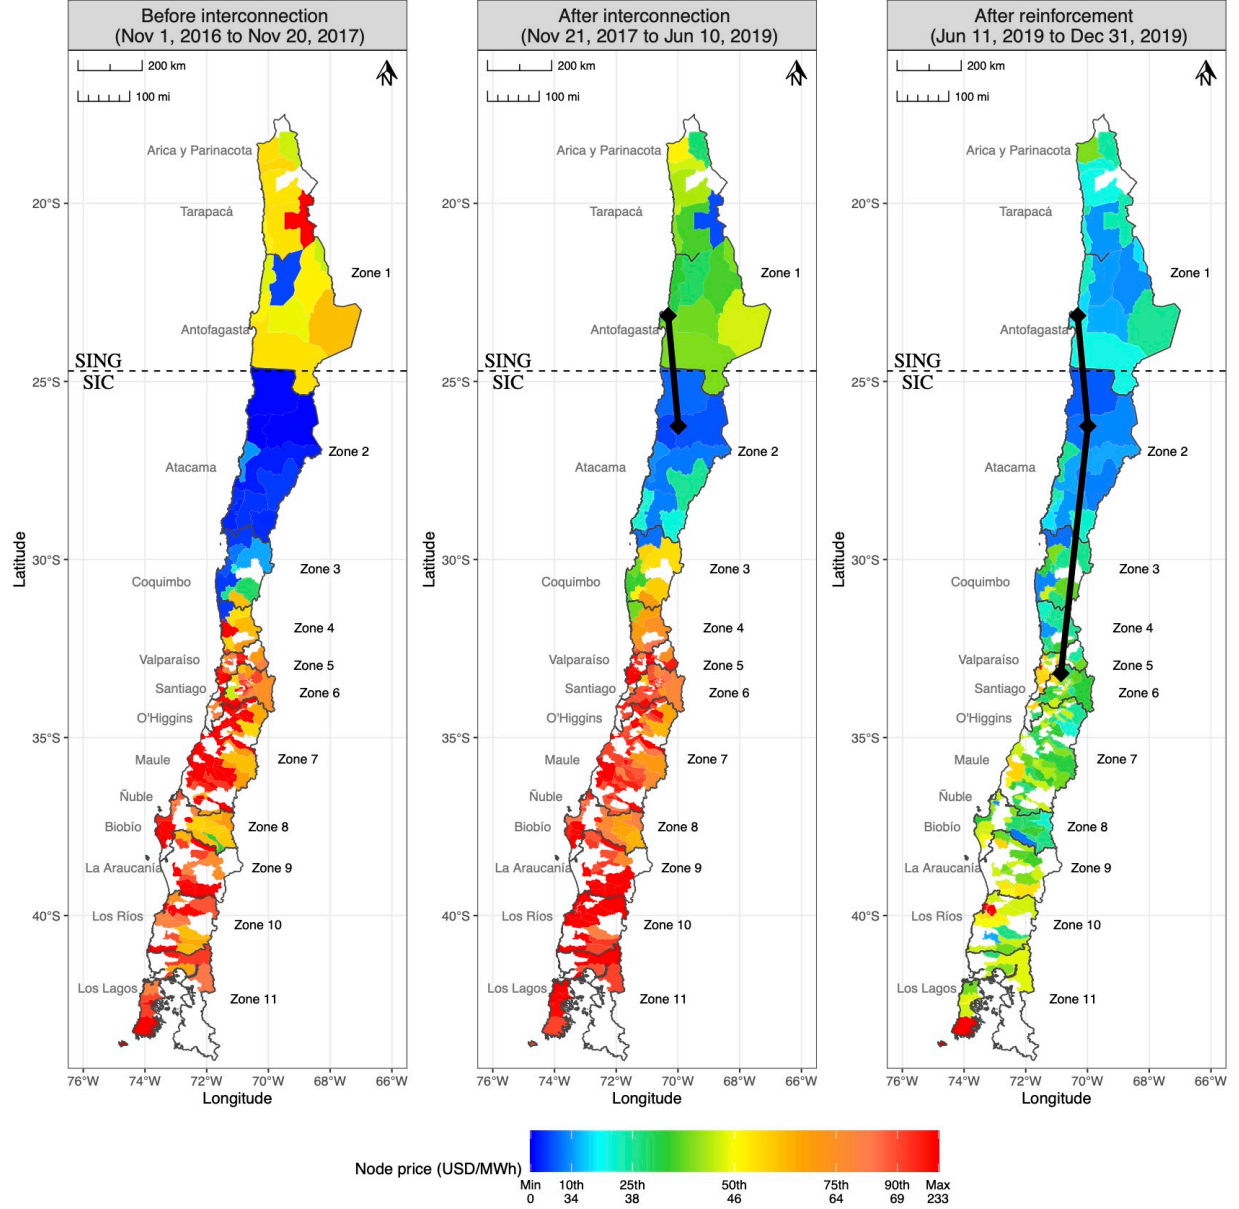 Before interconnection
(Nov 1, 2016 to Nov 20, 2017)
200 km
100 mi
N
Arica y Parinacota
Tarapacá
Zone 1
Antofagasta
SING
SIC
Zone 2
Atacama
Zone 3
Coquimbo
Zone 4
Valparaíso
Zone 5
Santiago
Zone 6
O'Higgins
Maule
Zone 7
Ñuble
Biobío
Zone 8
La Araucanía
Zone 9
Los Ríos
Zone 10
Los Lagos
Zone 11
20°S
25°S
30°S
35°S
40°S
Latitude
76°W 74°W 72°W 70°W 68°W 66°W
Longitude
After interconnection
(Nov 21, 2017 to Jun 10, 2019)
200 km
100 mi
N
Arica y Parinacota
Tarapacá
Zone 1
Antofagasta
SING
SIC
Zone 2
Atacama
Zone 3
Coquimbo
Zone 4
Valparaíso
Zone 5
Santiago
Zone 6
O'Higgins
Maule
Zone 7
Ñuble
Biobío
Zone 8
La Araucanía
Zone 9
Los Ríos
Zone 10
Los Lagos
Zone 11
20°S
25°S
30°S
35°S
40°S
Latitude
76°W 74°W 72°W 70°W 68°W 66°W
Longitude
After reinforcement
(Jun 11, 2019 to Dec 31, 2019)
200 km
100 mi
N
Arica y Parinacota
Tarapacá
Zone 1
Antofagasta
SING
SIC
Zone 2
Atacama
Zone 3
Coquimbo
Zone 4
Valparaíso
Zone 5
Santiago
Zone 6
O'Higgins
Maule
Zone 7
Ñuble
Biobío
Zone 8
La Araucanía
Zone 9
Los Ríos
Zone 10
Los Lagos
Zone 11
20°S
25°S
30°S
35°S
40°S
Latitude
76°W 74°W 72°W 70°W 68°W 66°W
Longitude
Node price (USD/MWh)
Min 10th 25th 50th 75th 90th Max
0 34 38 46 64 69 233